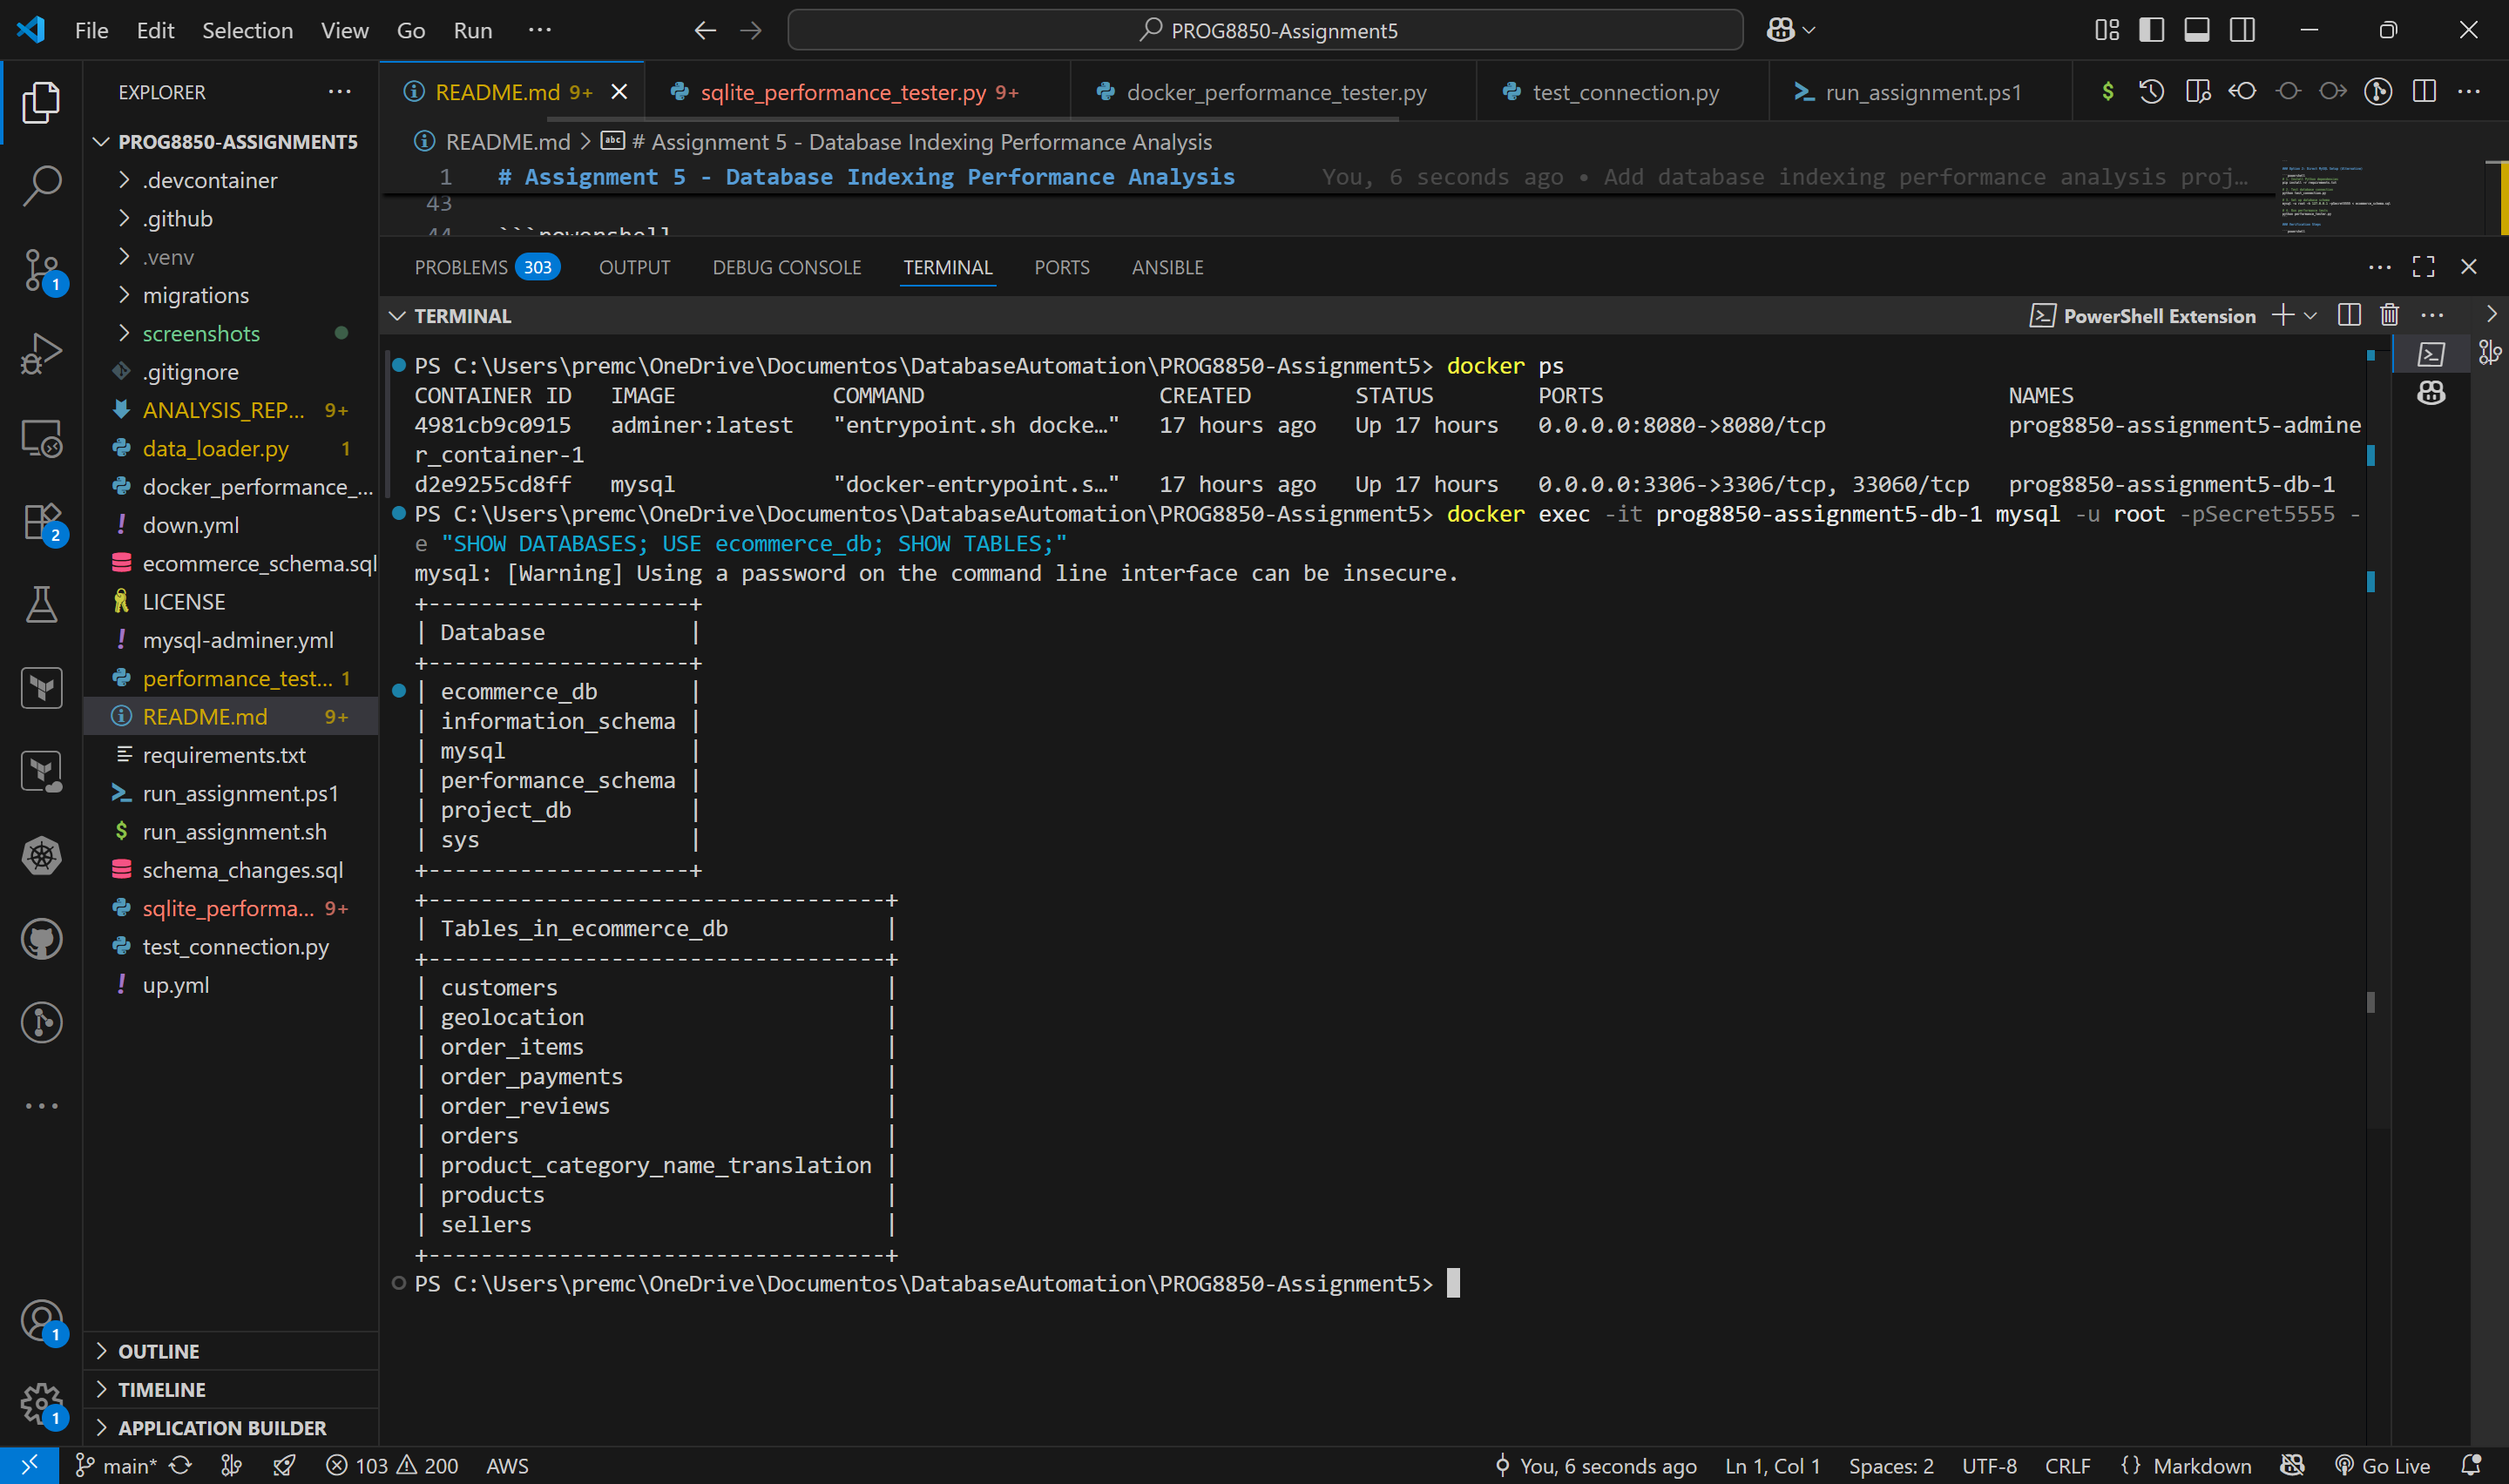 File Edit Selection View Go Run ···
PROG8850-Assignment5
EXPLORER
PROG8850-ASSIGNMENT5
.devcontainer
.github
.venv
migrations
screenshots
.gitignore
ANALYSIS_REP... 9+
data_loader.py 1
docker_performance_...
down.yml
ecommerce_schema.sql
LICENSE
mysql-adminer.yml
performance_test... 1
README.md 9+
requirements.txt
run_assignment.ps1
run_assignment.sh
schema_changes.sql
sqlite_performa... 9+
test_connection.py
up.yml
OUTLINE
TIMELINE
APPLICATION BUILDER
1
2
1
1
README.md 9+
sqlite_performance_tester.py 9+
docker_performance_tester.py
test_connection.py
run_assignment.ps1
README.md > # Assignment 5 - Database Indexing Performance Analysis
1 # Assignment 5 - Database Indexing Performance Analysis You, 6 seconds ago • Add database indexing performance analysis proj…
43
44 ```powershell
PROBLEMS 303 OUTPUT DEBUG CONSOLE TERMINAL PORTS ANSIBLE
TERMINAL
PowerShell Extension
PS C:\Users\premc\OneDrive\Documentos\DatabaseAutomation\PROG8850-Assignment5> docker ps
CONTAINER ID IMAGE COMMAND CREATED STATUS PORTS NAMES
4981cb9c0915 adminer:latest "entrypoint.sh docke…" 17 hours ago Up 17 hours 0.0.0.0:8080->8080/tcp prog8850-assignment5-admine
r_container-1
d2e9255cd8ff mysql "docker-entrypoint.s…" 17 hours ago Up 17 hours 0.0.0.0:3306->3306/tcp, 33060/tcp prog8850-assignment5-db-1
PS C:\Users\premc\OneDrive\Documentos\DatabaseAutomation\PROG8850-Assignment5> docker exec -it prog8850-assignment5-db-1 mysql -u root -pSecret5555 -
e "SHOW DATABASES; USE ecommerce_db; SHOW TABLES;"
mysql: [Warning] Using a password on the command line interface can be insecure.
+--------------------+
| Database |
+--------------------+
| ecommerce_db |
| information_schema |
| mysql |
| performance_schema |
| project_db |
| sys |
+--------------------+
+-----------------------------------+
| Tables_in_ecommerce_db |
+-----------------------------------+
| customers |
| geolocation |
| order_items |
| order_payments |
| order_reviews |
| orders |
| product_category_name_translation |
| products |
| sellers |
+-----------------------------------+
PS C:\Users\premc\OneDrive\Documentos\DatabaseAutomation\PROG8850-Assignment5>
main* 103 200 AWS
You, 6 seconds ago Ln 1, Col 1 Spaces: 2 UTF-8 CRLF {} Markdown Go Live